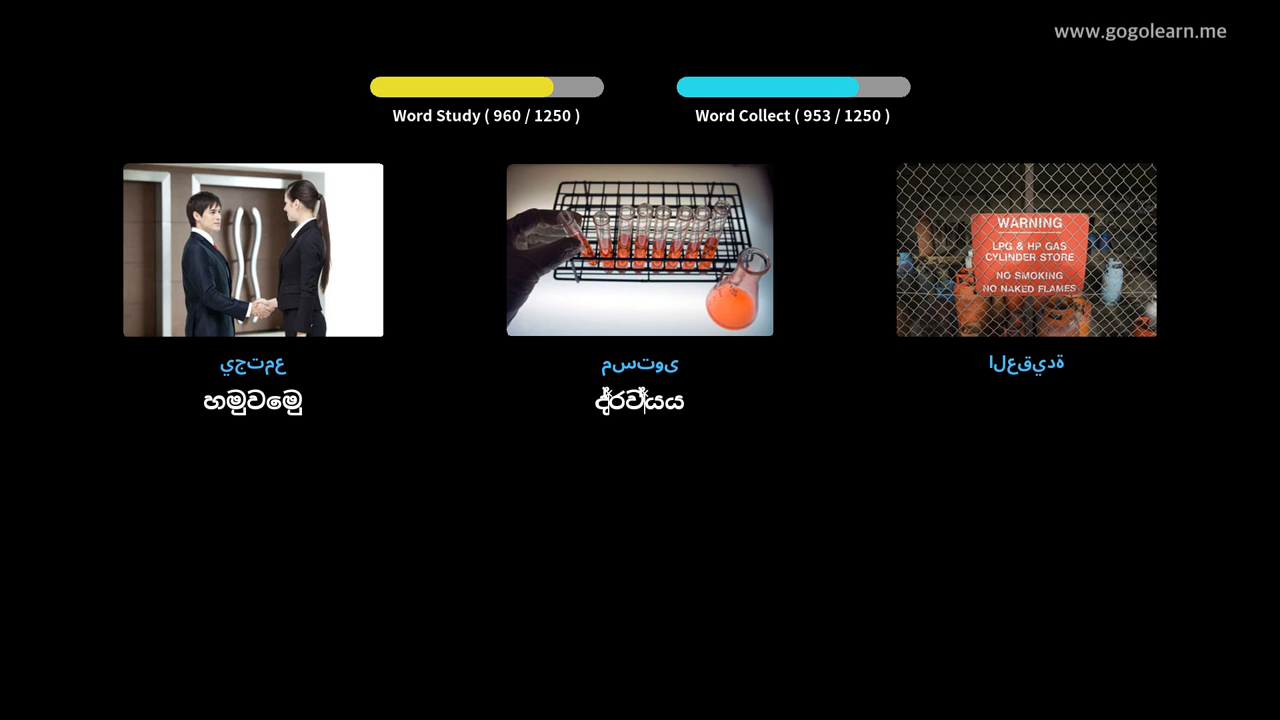 www.gogolearn.me
Word Study ( 960 / 1250 )
Word Collect ( 953 / 1250 )
يجتمع
مستوى
العقيدة
හමුවෙමු
ද්‍රව්‍යය
WARNING
LPG & HP GAS
CYLINDER STORE
NO SMOKING
NO NAKED FLAMES